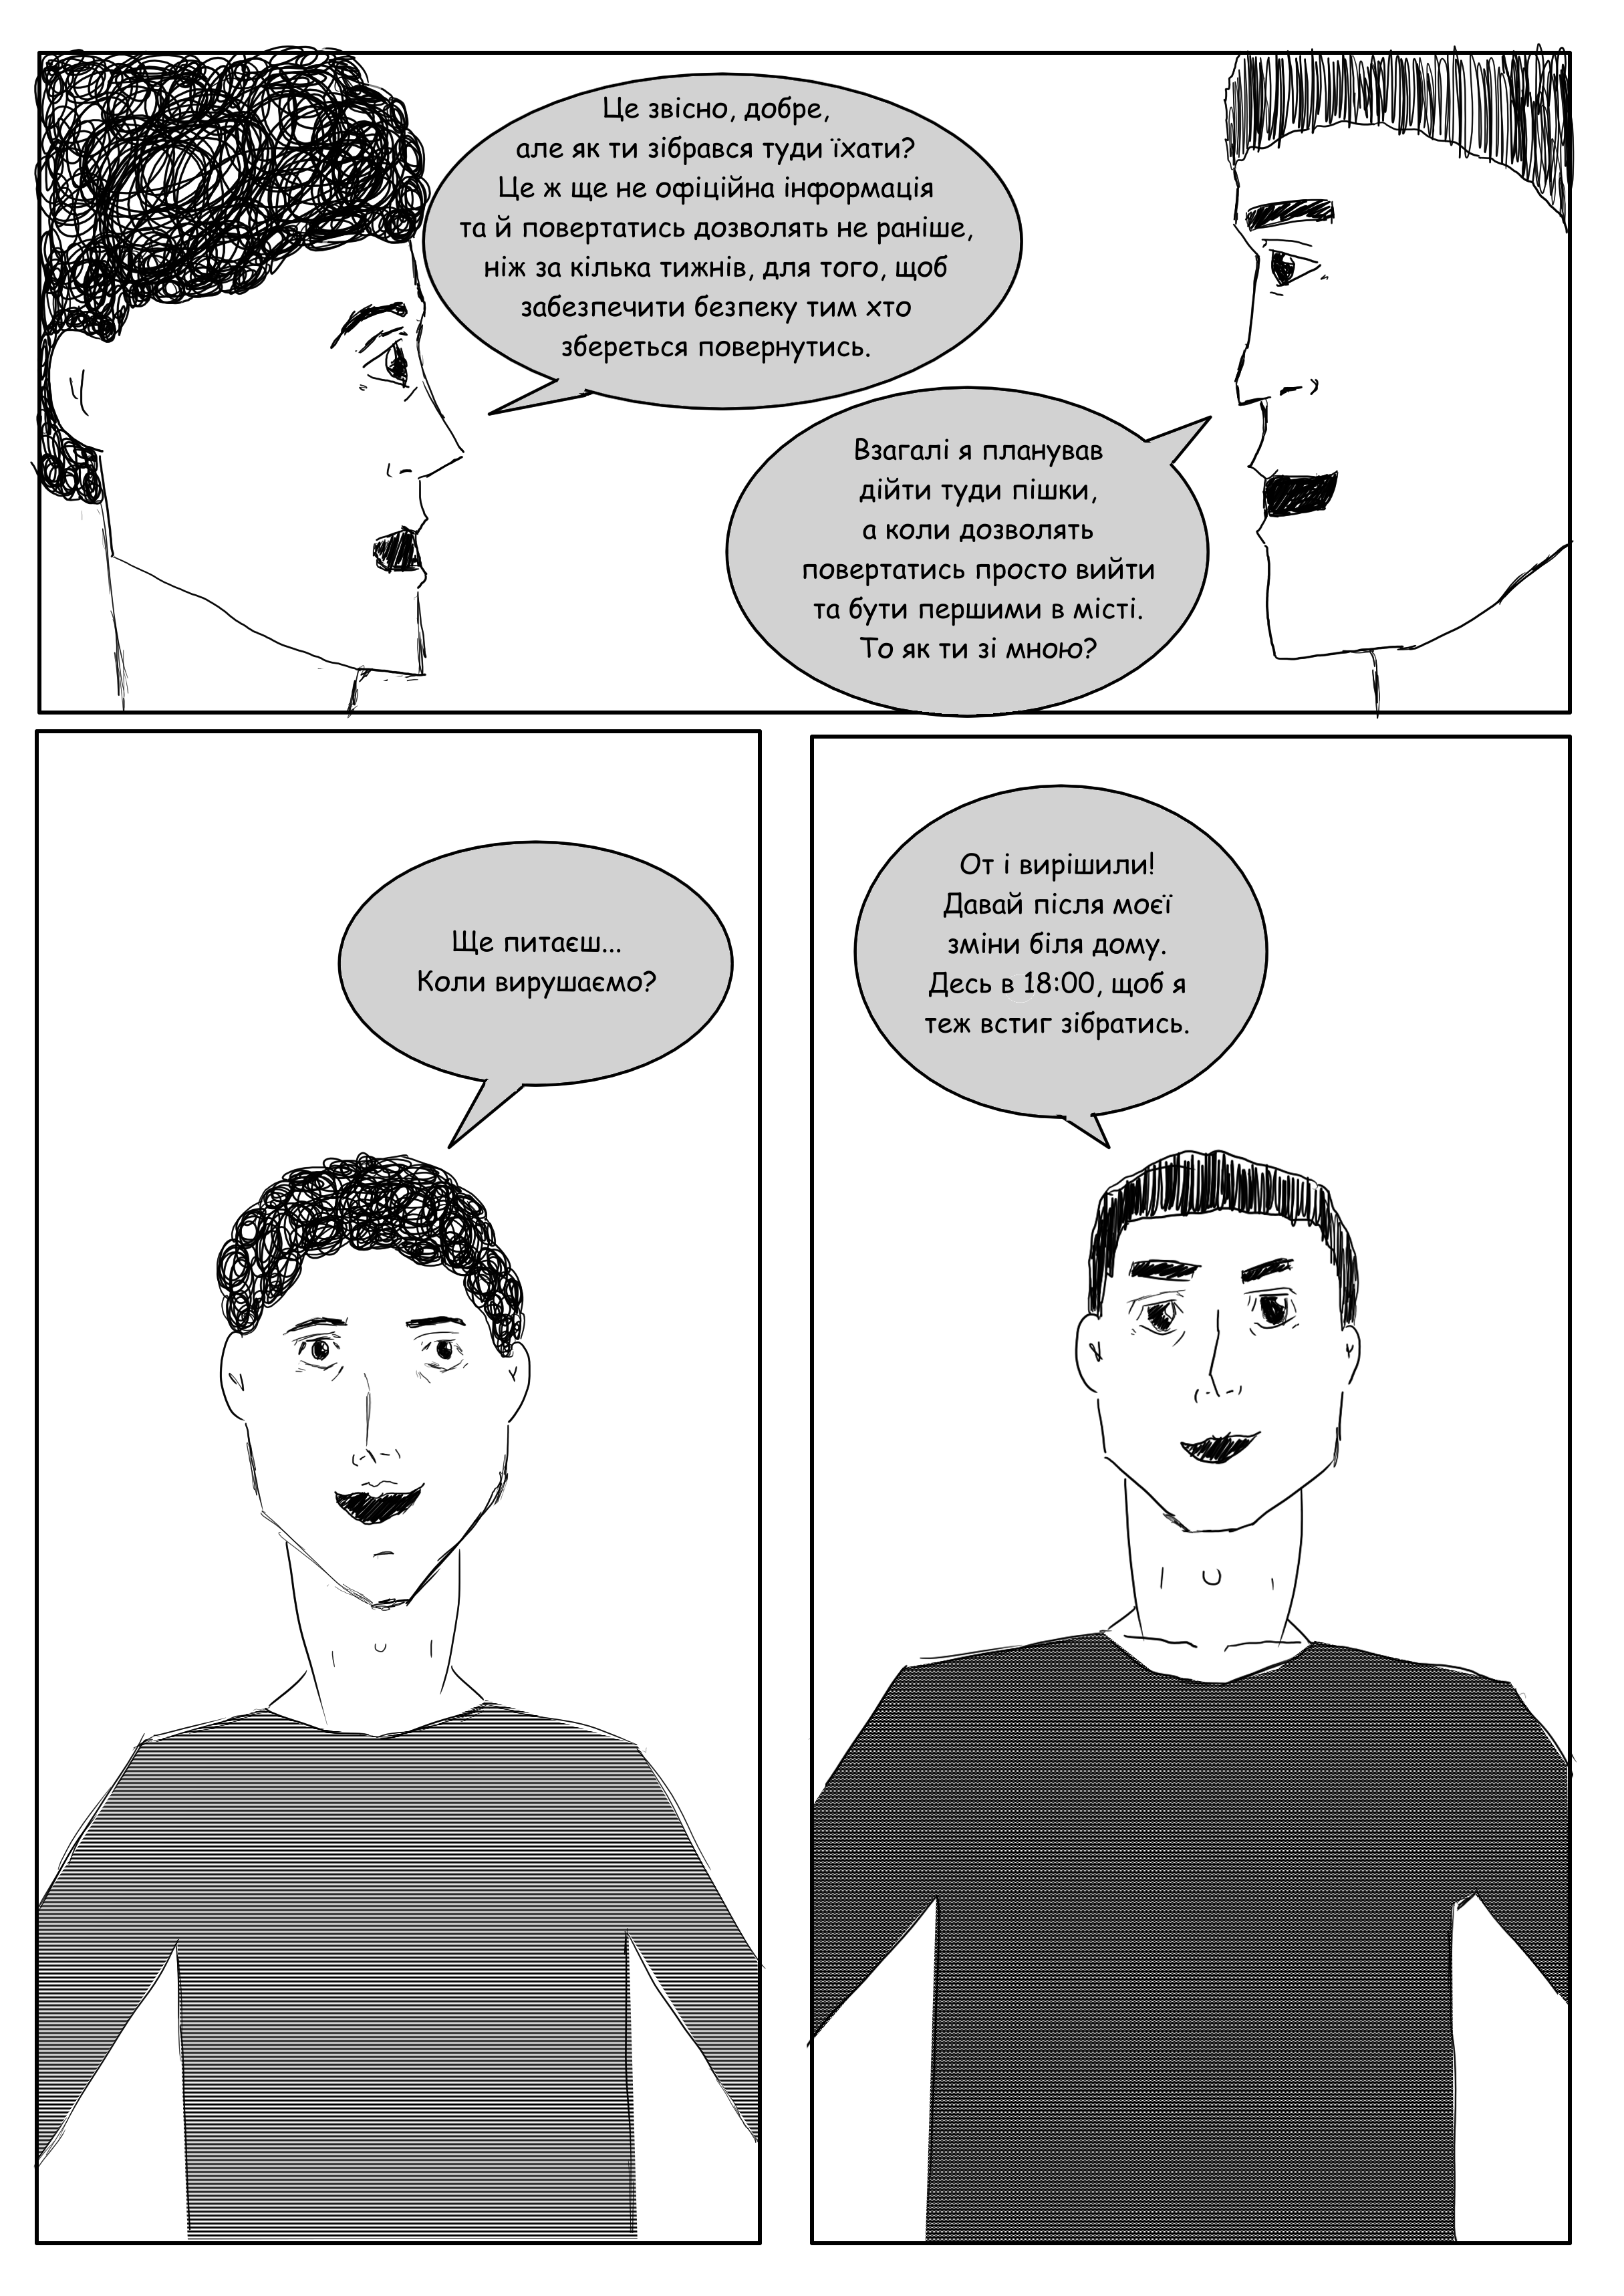 Це звісно, добре,
але як ти зібрався туди їхати?
Це ж ще не офіційна інформація
та й повертатись дозволять не раніше,
ніж за кілька тижнів, для того, щоб
забезпечити безпеку тим хто
збереться повернутись.
Взагалі я планував
дійти туди пішки,
а коли дозволять
повертатись просто вийти
та бути першими в місті.
То як ти зі мною?
Ще питаєш...
Коли вирушаємо?
От і вирішили!
Давай після моєї
зміни біля дому.
Десь в 18:00, щоб я
теж встиг зібратись.